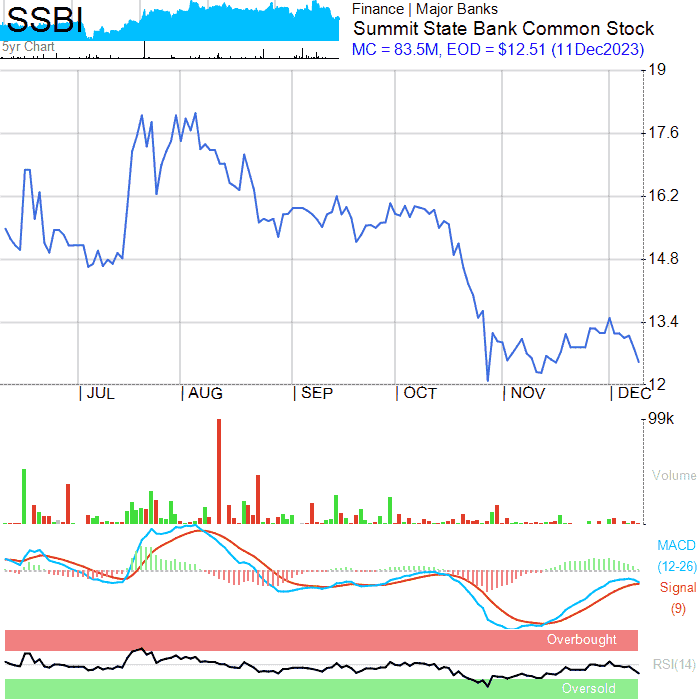 SSBI
5yr Chart
Finance | Major Banks
Summit State Bank Common Stock
MC = 83.5M, EOD = $12.51 (11Dec2023)
19
17.6
16.2
14.8
13.4
12
JUL AUG SEP OCT NOV DEC
99k
Volume
MACD
(12-26)
Signal
(9)
Overbought
RSI(14)
Oversold